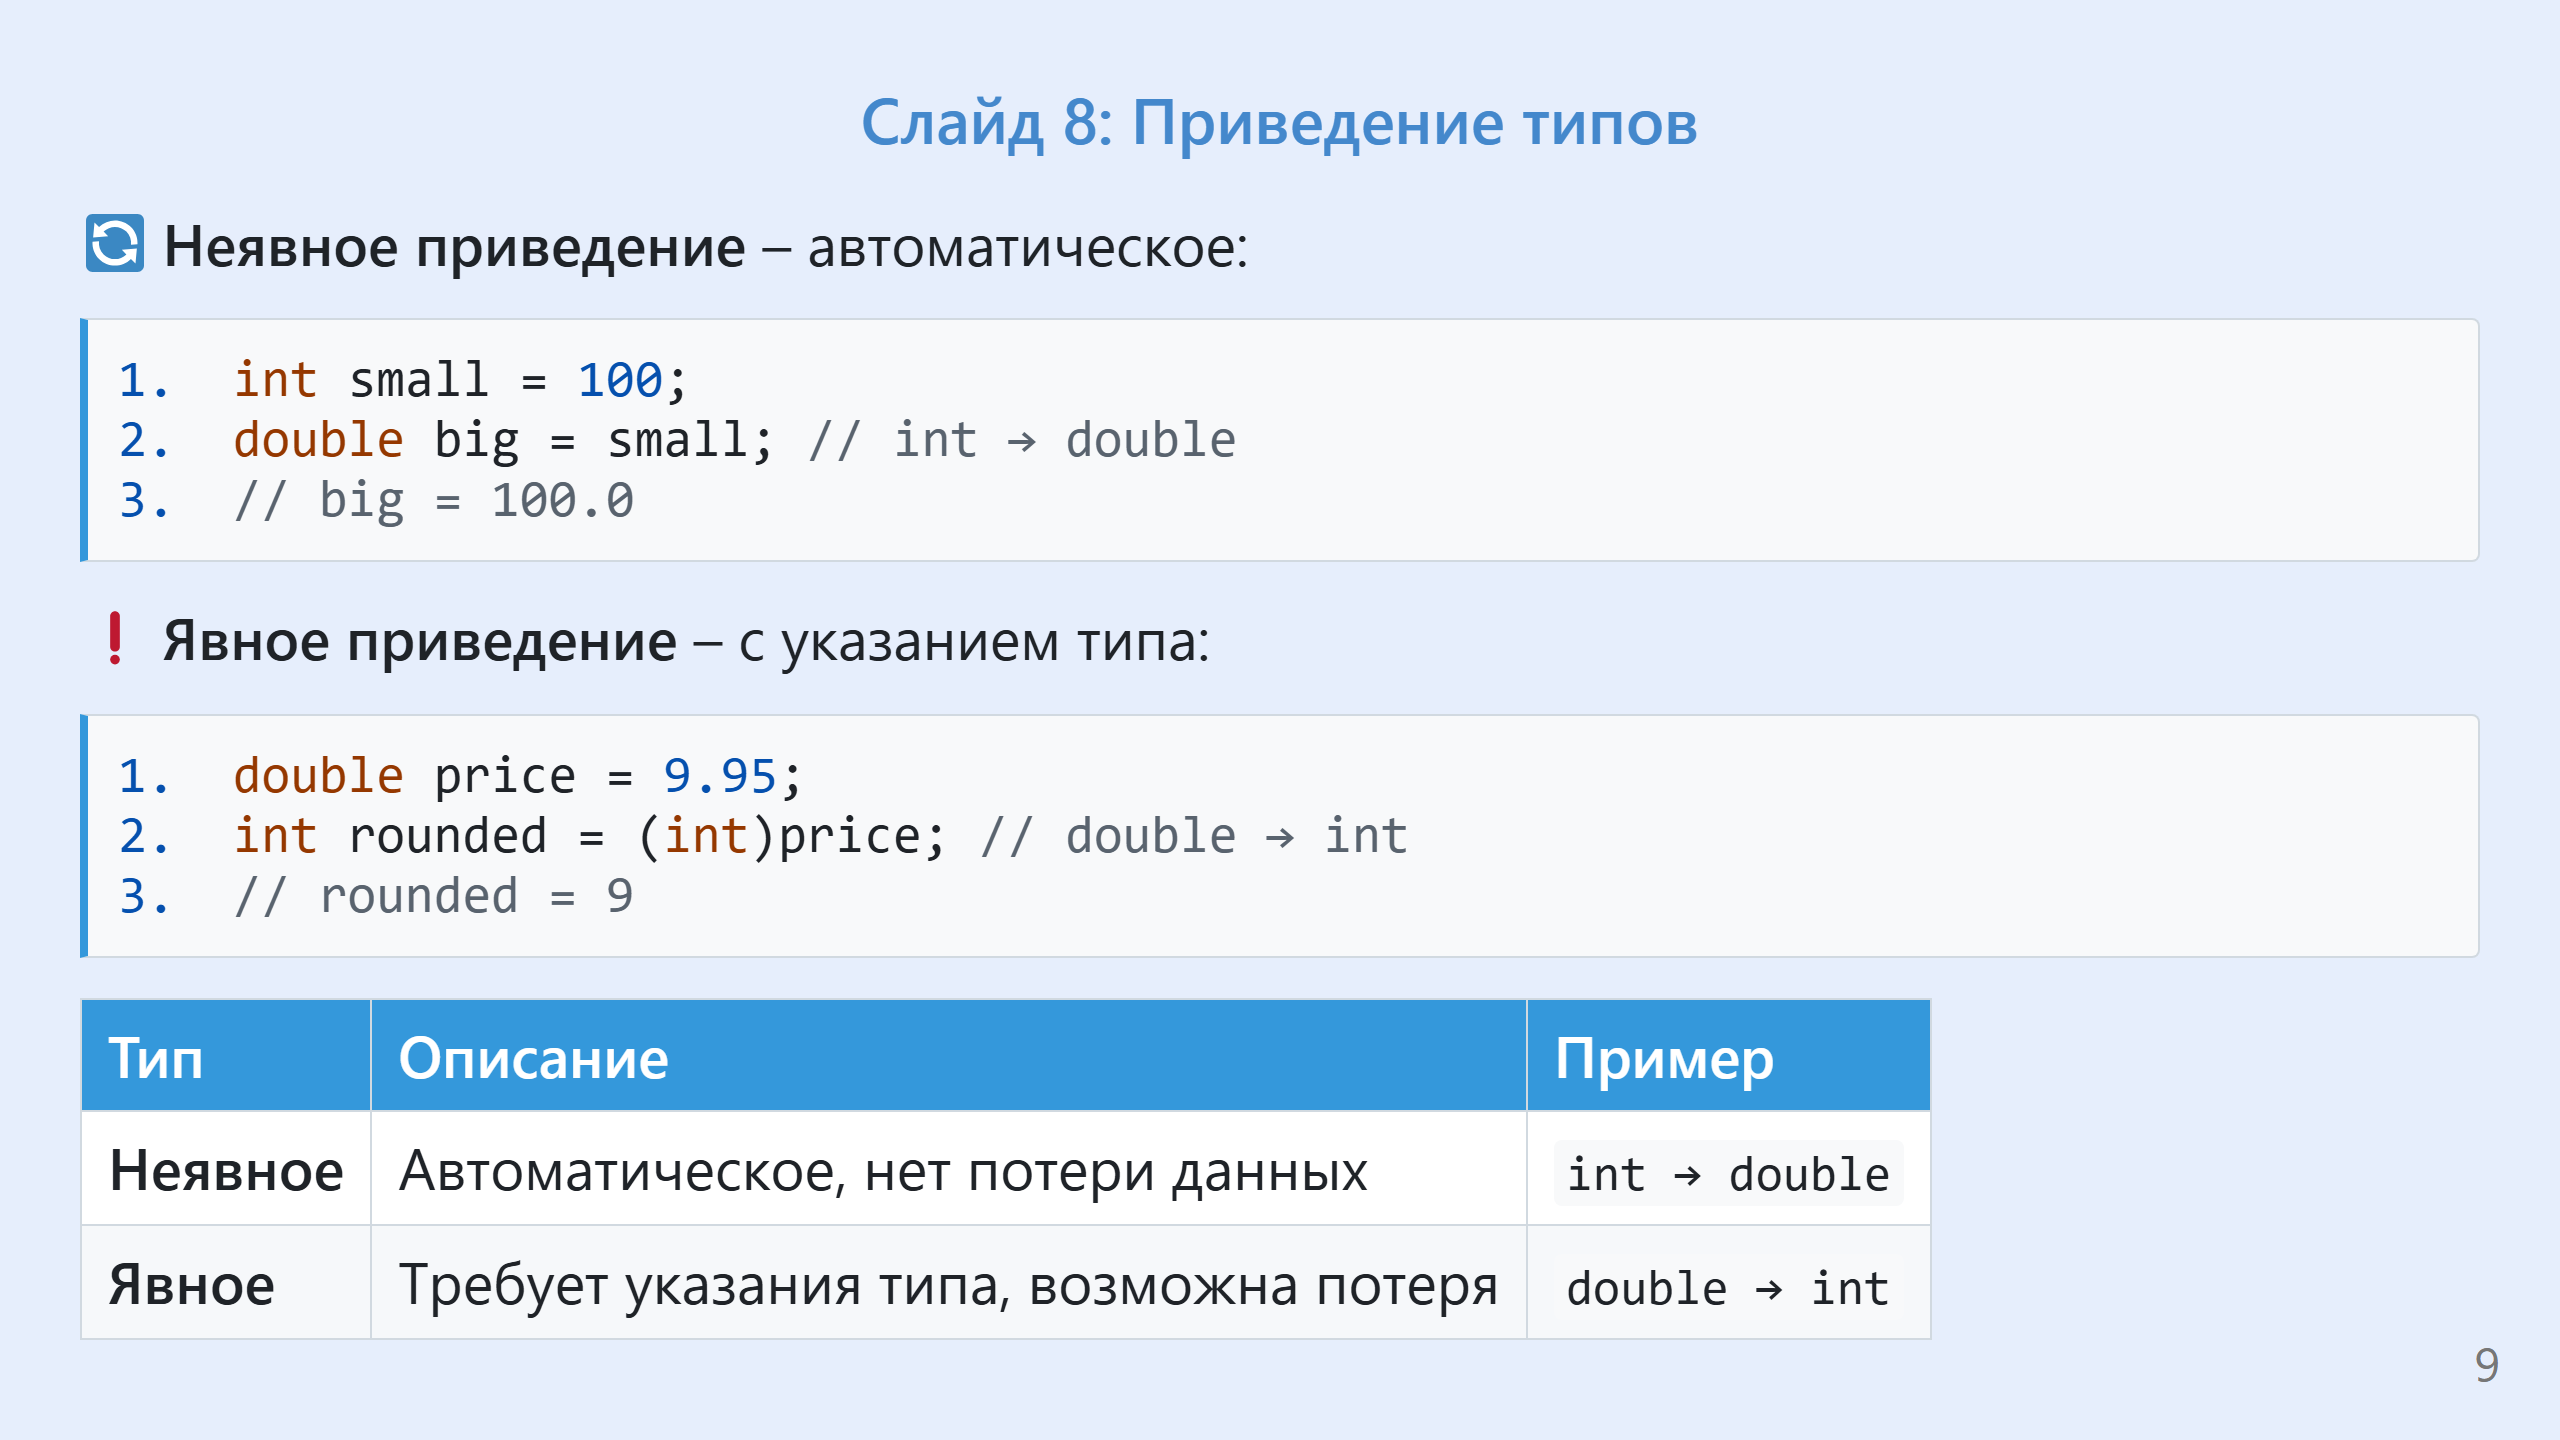 Слайд 8: Приведение типов
🔄 Неявное приведение – автоматическое:
1. int small = 100;
2. double big = small; // int → double
3. // big = 100.0
❗ Явное приведение – с указанием типа:
1. double price = 9.95;
2. int rounded = (int)price; // double → int
3. // rounded = 9
Тип Описание Пример
Неявное Автоматическое, нет потери данных int → double
Явное Требует указания типа, возможна потеря double → int
9